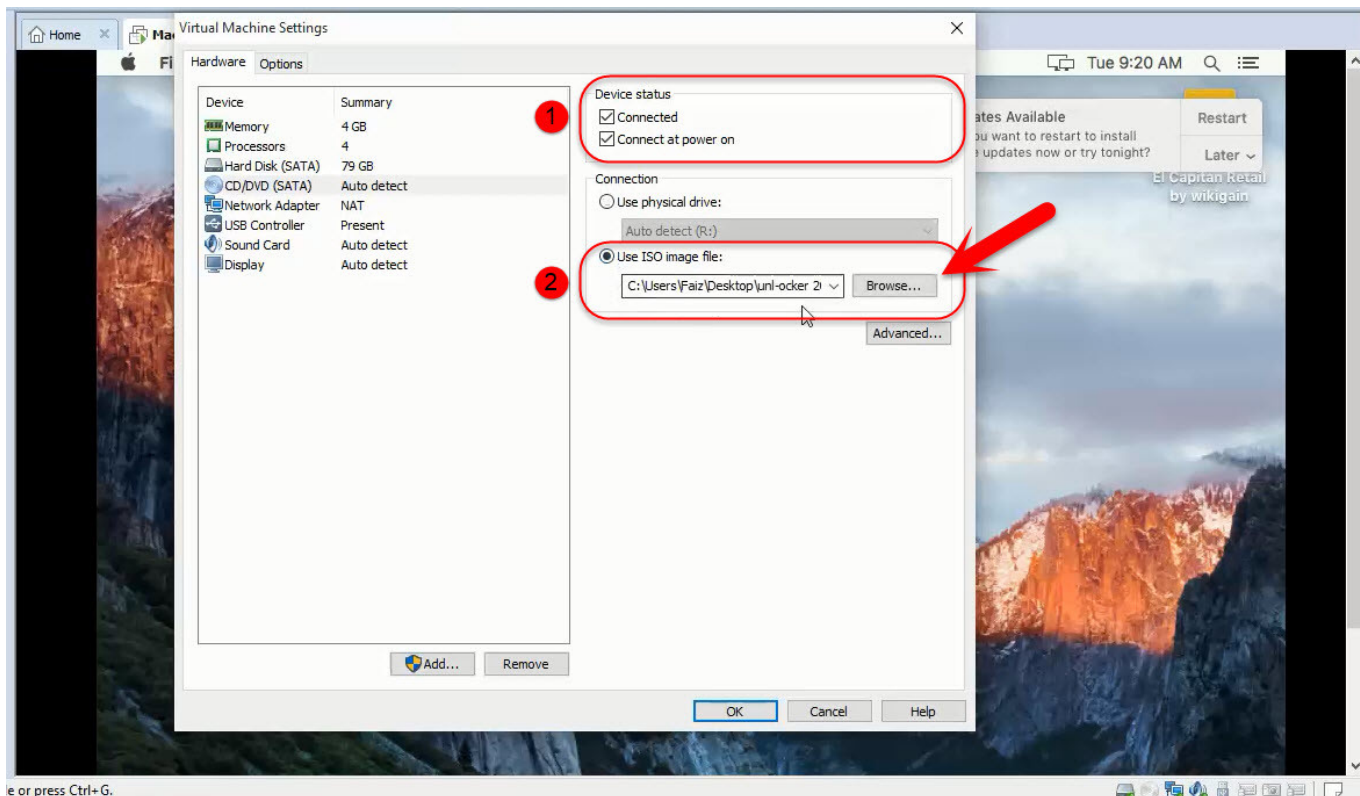 Home
Mac
Virtual Machine Settings
Fi
Tue 9:20 AM
Hardware
Options
Device
Summary
Memory
4 GB
Processors
4
Hard Disk (SATA)
79 GB
CD/DVD (SATA)
Auto detect
Network Adapter
NAT
USB Controller
Present
Sound Card
Auto detect
Display
Auto detect
1
Device status
Connected
Connect at power on
Connection
Use physical drive:
Auto detect (R:)
2
Use ISO image file:
C:\Users\Faiz\Desktop\unl-ocker 2(
Browse...
Advanced...
ates Available
ou want to restart to install
updates now or try tonight?
Restart
Later
El Capitan Retail
by wikigain
Add...
Remove
OK
Cancel
Help
e or press Ctrl+G.